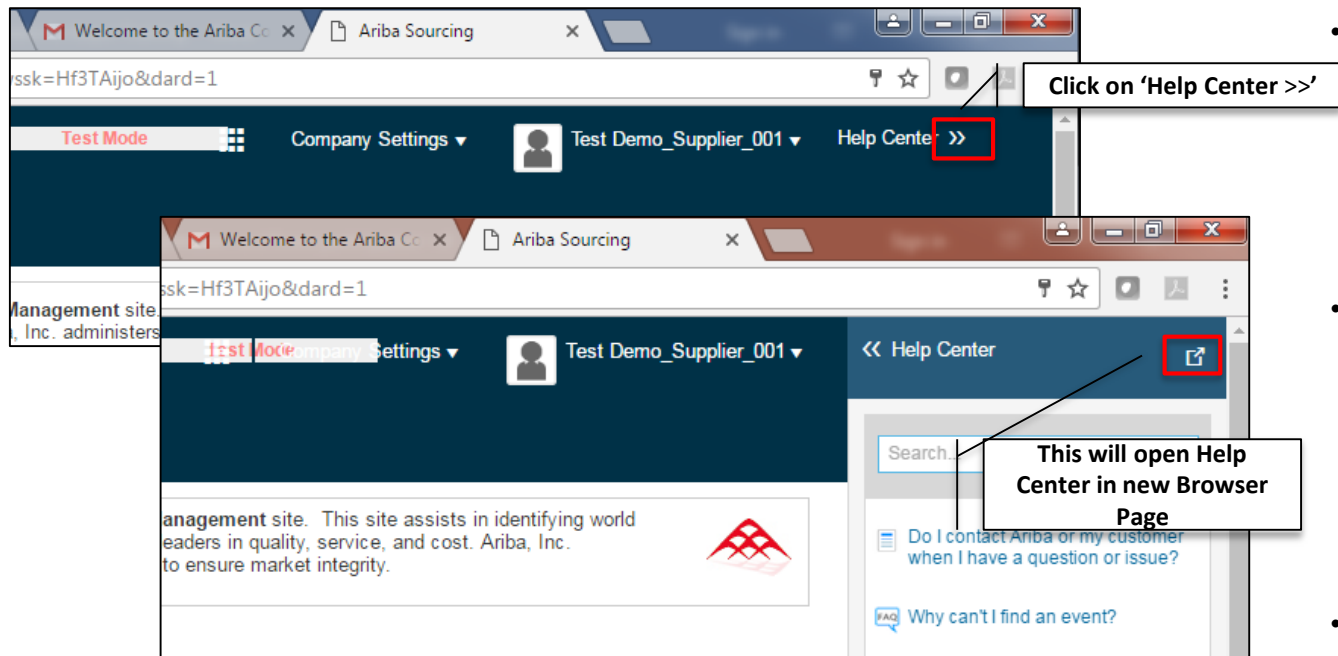 Welcome to the Ariba Co
Ariba Sourcing
ssk=Hf3TAijo&dard=1
Click on ‘Help Center >>’
Test Mode
Company Settings
Test Demo_Supplier_001
Help Center
Management site.
, Inc. administers
Welcome to the Ariba Co
Ariba Sourcing
ssk=Hf3TAijo&dard=1
Test Mode
Company Settings
Test Demo_Supplier_001
Help Center
Search...
This will open Help
Center in new Browser
Page
anagement site. This site assists in identifying world
eaders in quality, service, and cost. Ariba, Inc.
to ensure market integrity.
Do I contact Ariba or my customer
when I have a question or issue?
FAQ
Why can't I find an event?